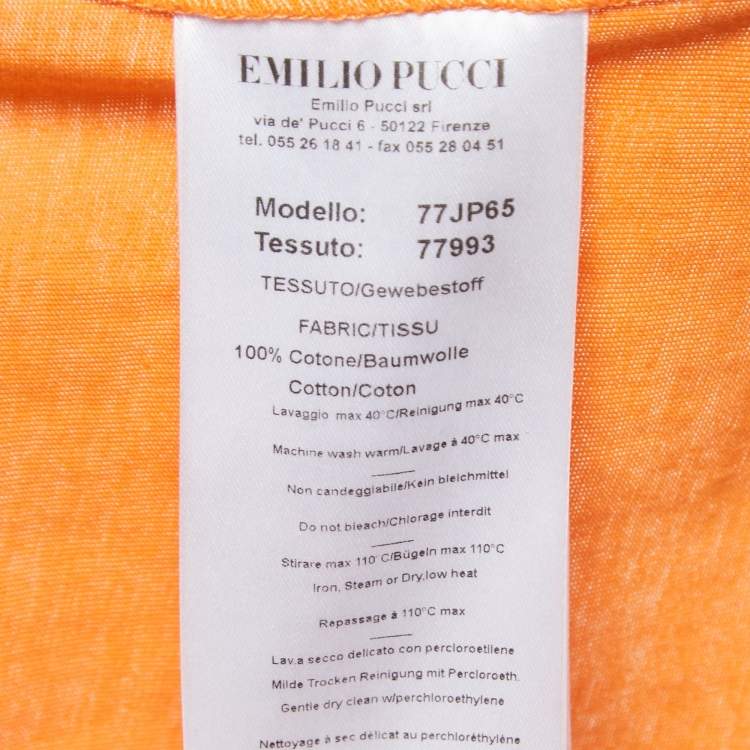 EMILIO PUCCI
Emilio Pucci srl
via de' Pucci 6 - 50122 Firenze
tel. 055 26 18 41 - fax 055 28 04 51
Modello: 77JP65
Tessuto: 77993
TESSUTO/Gewebestoff
FABRIC/TISSU
100% Cotone/Baumwolle
Cotton/Coton
Lavaggio max 40°C/Reinigung max 40°C
Machine wash warm/Lavage à 40°C max
Non candeggiabile/Kein bleichmittel
Do not bleach/Chlorage interdit
Stirare max 110°C/Bügeln max 110°C
Iron, Steam or Dry,low heat
Repassage à 110°C max
Lav.a secco delicato con percloroetilene
Milde Trocken Reinigung mit Percloroeth.
Gentle dry clean w/perchloroethylene
Nettoyage à sec délicat au perchloréthylène